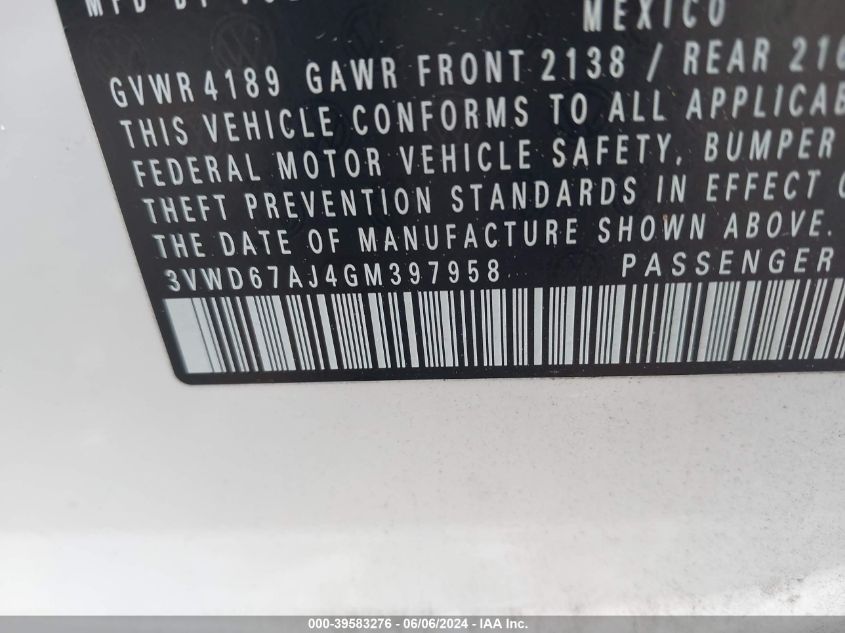 MEXICO
GVWR 4189 GAWR FRONT 2138 / REAR
THIS VEHICLE CONFORMS TO ALL
FEDERAL MOTOR VEHICLE SAFETY, BUMPER
THEFT PREVENTION STANDARDS IN EFFECT
THE DATE OF MANUFACTURE SHOWN ABOVE.
3VWD67AJ4GM397958 PASSENGER
000-39583276 - 06/06/2024 - IAA Inc.